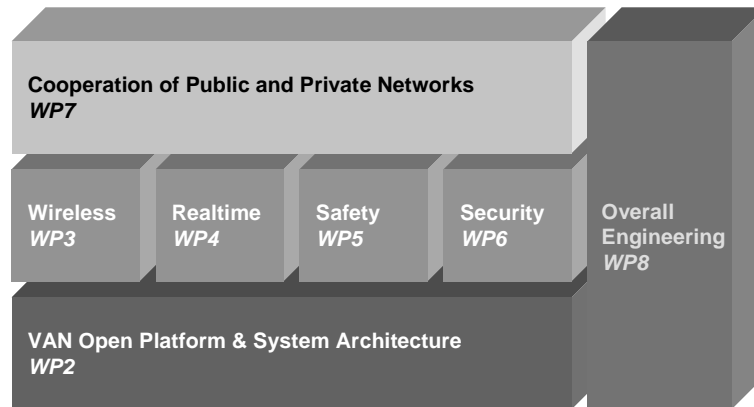 Cooperation of Public and Private Networks
WP7
Wireless
WP3
Realtime
WP4
Safety
WP5
Security
WP6
Overall
Engineering
WP8
VAN Open Platform & System Architecture
WP2